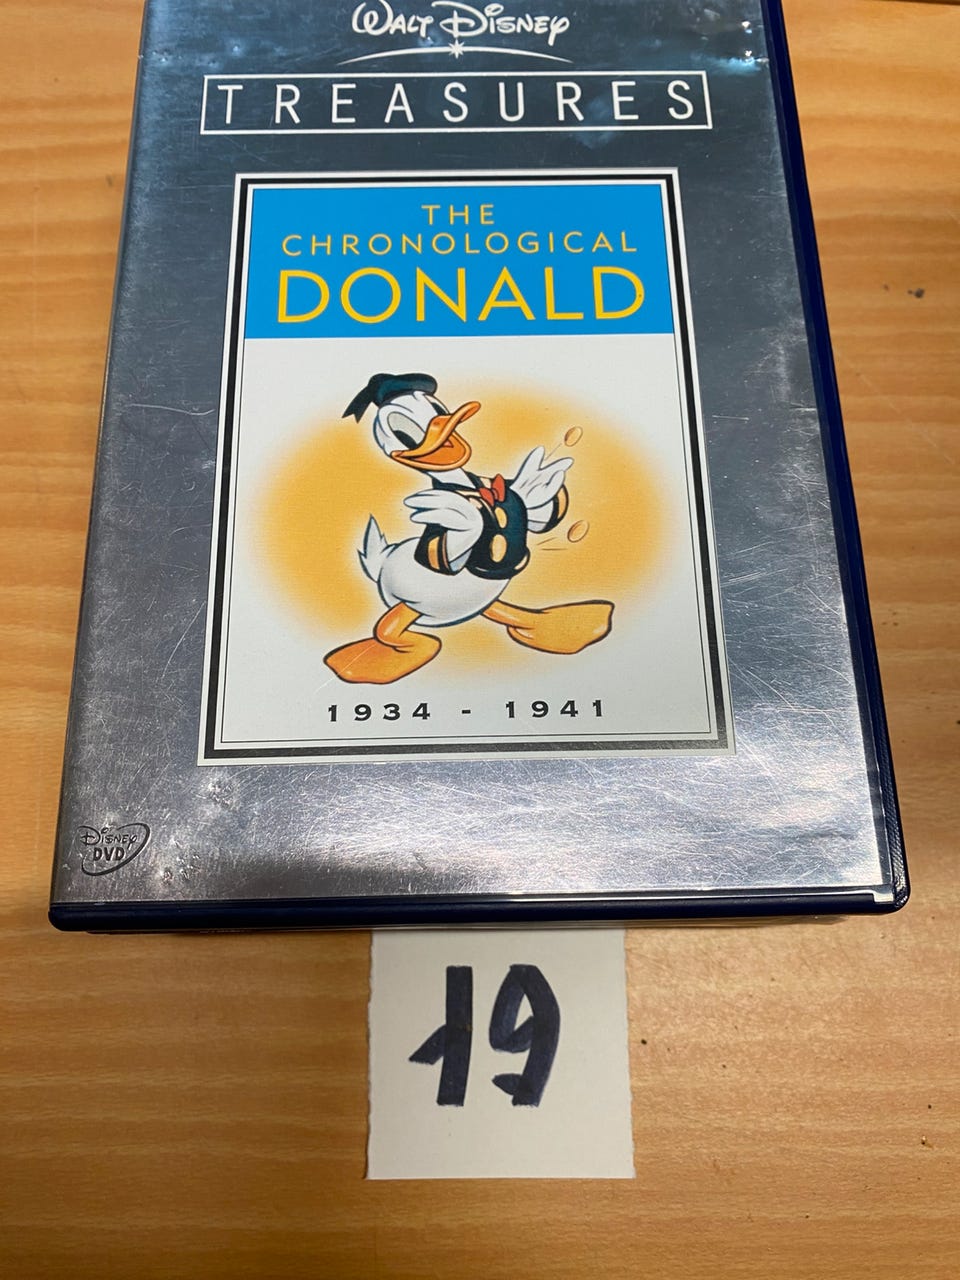 Walt Disney
TREASURES
THE
CHRONOLOGICAL
DONALD
1934 - 1941
Disney
DVD
19